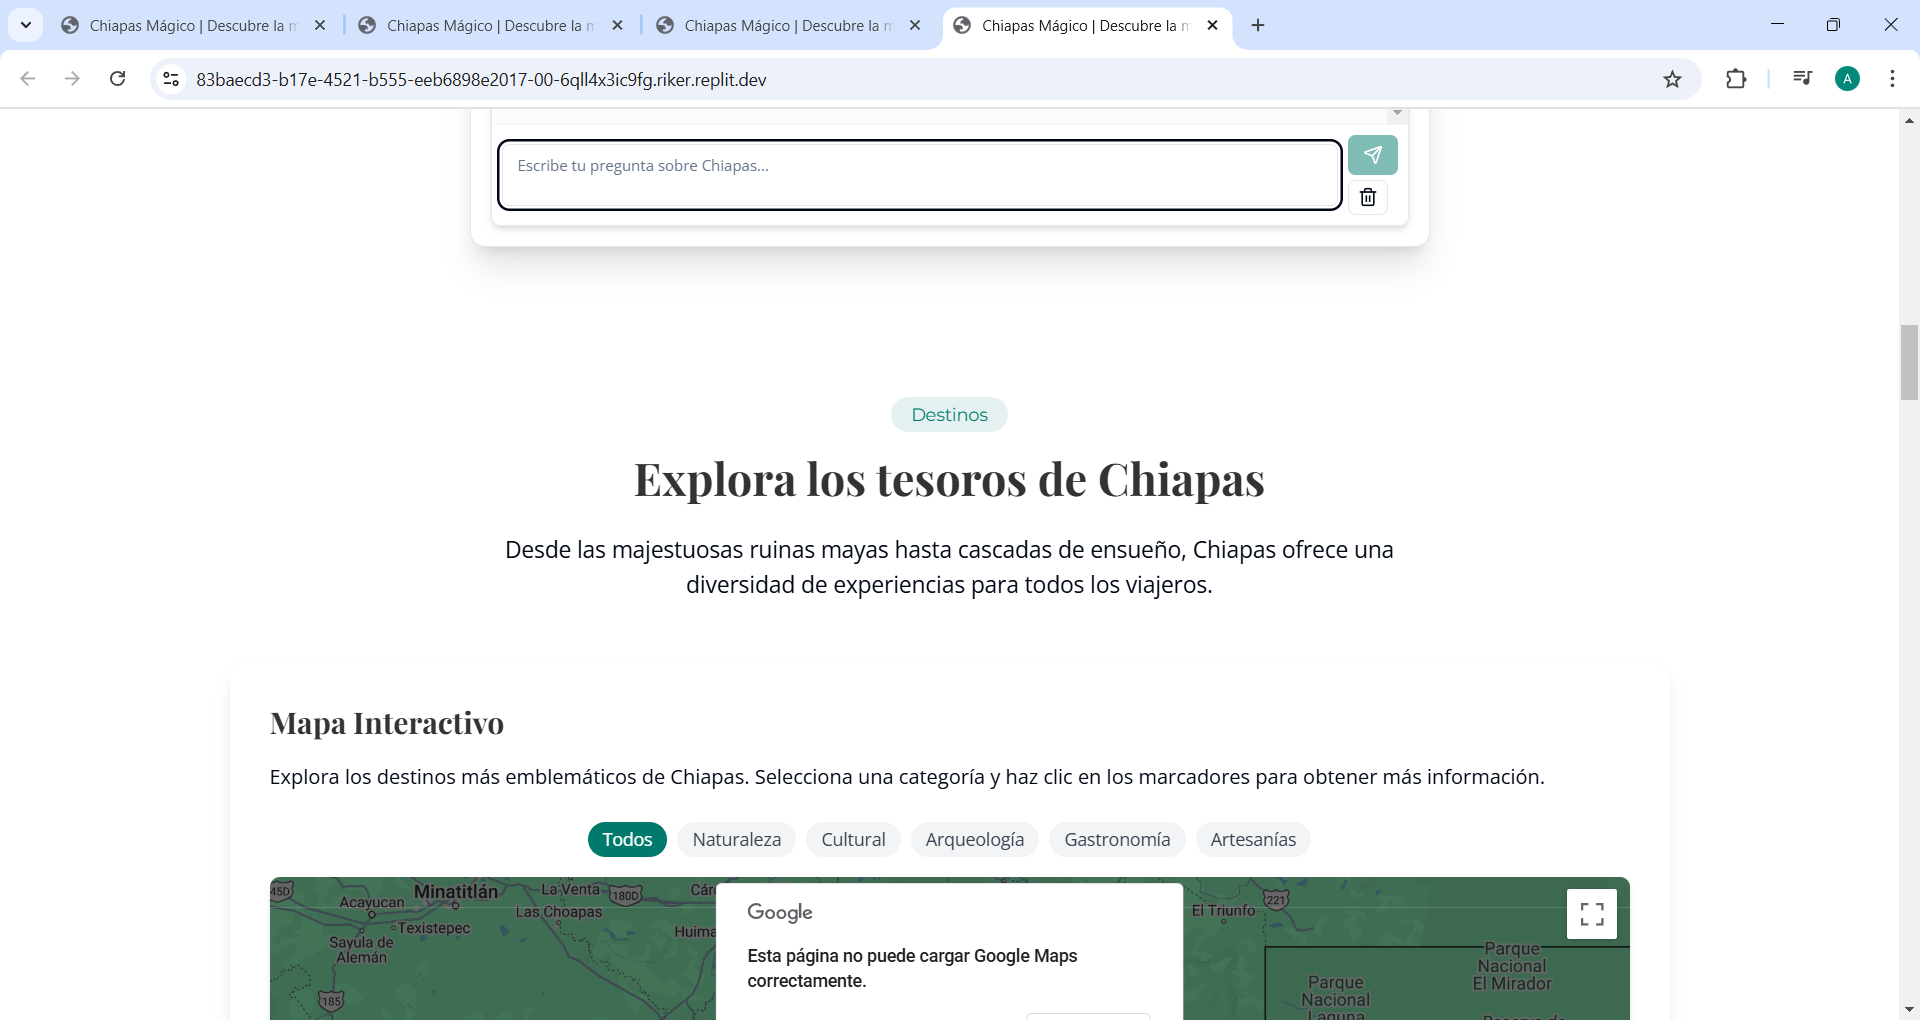 Chiapas Mágico | Descubre la m
Chiapas Mágico | Descubre la m
Chiapas Mágico | Descubre la m
Chiapas Mágico | Descubre la m
83baecd3-b17e-4521-b555-eeb6898e2017-00-6qll4x3ic9fg.riker.replit.dev
A
Escribe tu pregunta sobre Chiapas...
Destinos
Explora los tesoros de Chiapas
Desde las majestuosas ruinas mayas hasta cascadas de ensueño, Chiapas ofrece una
diversidad de experiencias para todos los viajeros.
Mapa Interactivo
Explora los destinos más emblemáticos de Chiapas. Selecciona una categoría y haz clic en los marcadores para obtener más información.
Todos
Naturaleza
Cultural
Arqueología
Gastronomía
Artesanías
45D
Acayucan
Minatitlán
La Venta
180D
Cár
Las Choapas
Texistepec
Sayula de
Alemán
Huima
185
Google
Esta página no puede cargar Google Maps
correctamente.
El Triunfo
221
Parque
Nacional
El Mirador
Parque
Nacional
Laguna